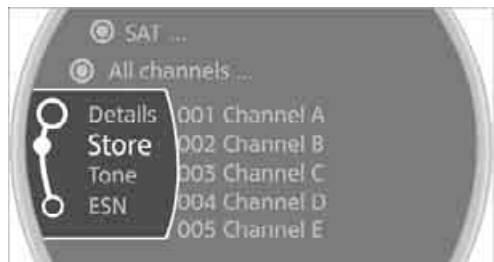 SAT ...
All channels ...
Details 001 Channel A
Store 002 Channel B
Tone 003 Channel C
ESN 004 Channel D
005 Channel E